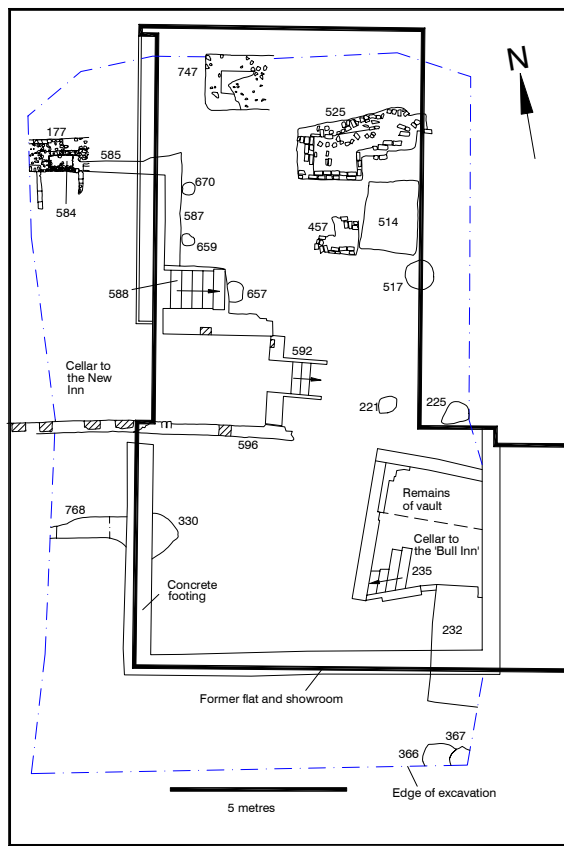 N
747
525
177
585
670
584
587
457
514
659
517
588
657
592
Cellar to
the New
Inn
221
225
596
Remains
of vault
768
330
Cellar to
the 'Bull Inn'
235
Concrete
footing
232
Former flat and showroom
366
367
Edge of excavation
5 metres